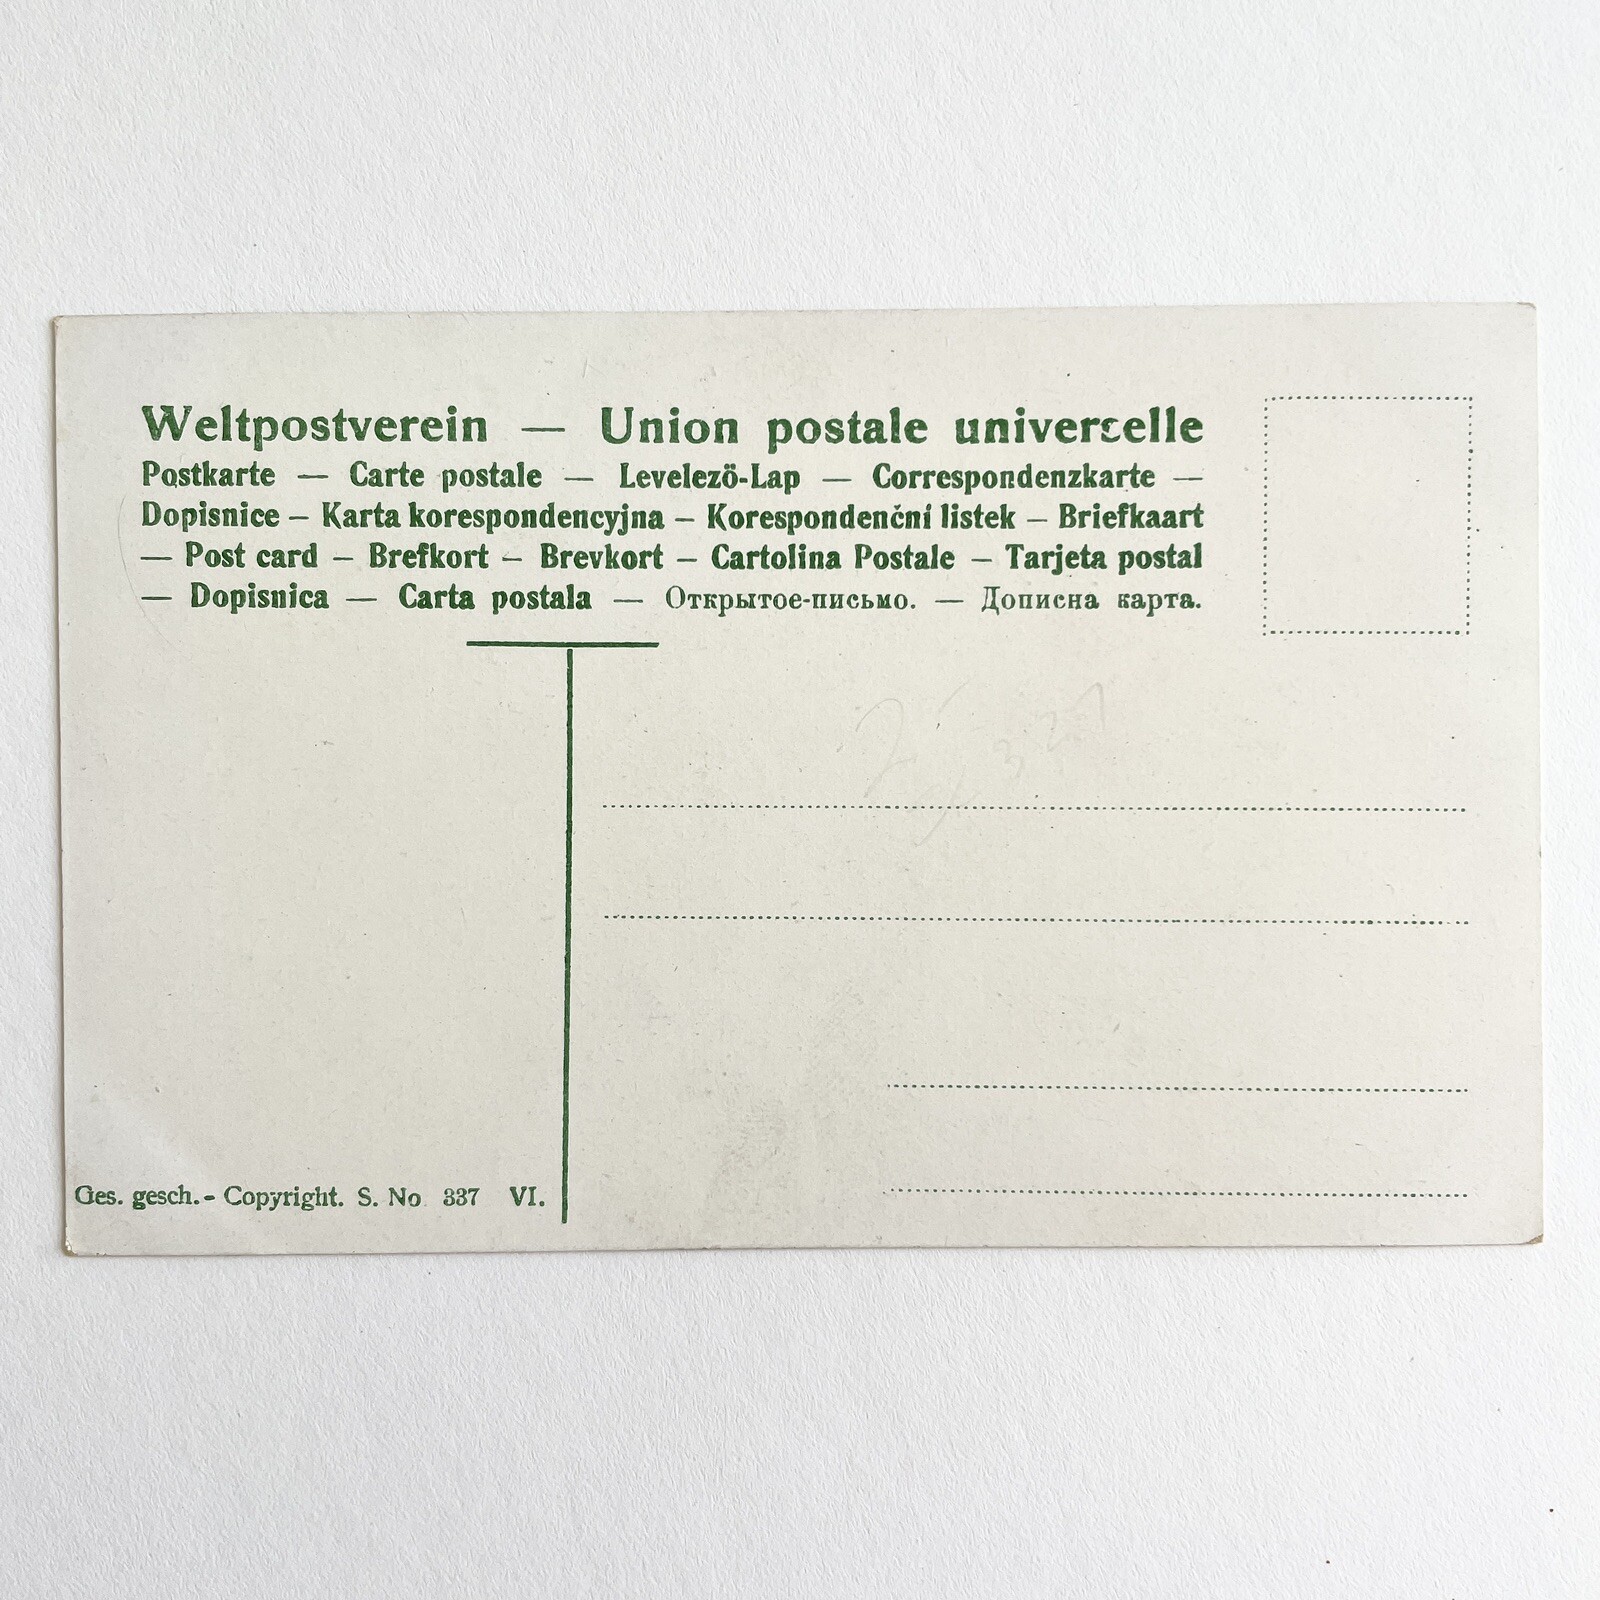 Weltpostverein — Union postale universelle
Postkarte — Carte postale — Levelezö-Lap — Correspondenzkarte —
Dopisnice — Karta korespondencyjna — Korespondenční listek — Briefkaart
— Post card — Brefkort — Brevkort — Cartolina Postale — Tarjeta postal
— Dopisnica — Carta postala — Открытое-письмо. — Дописна карта.
Ges. gesch. - Copyright. S. No 337 VI.